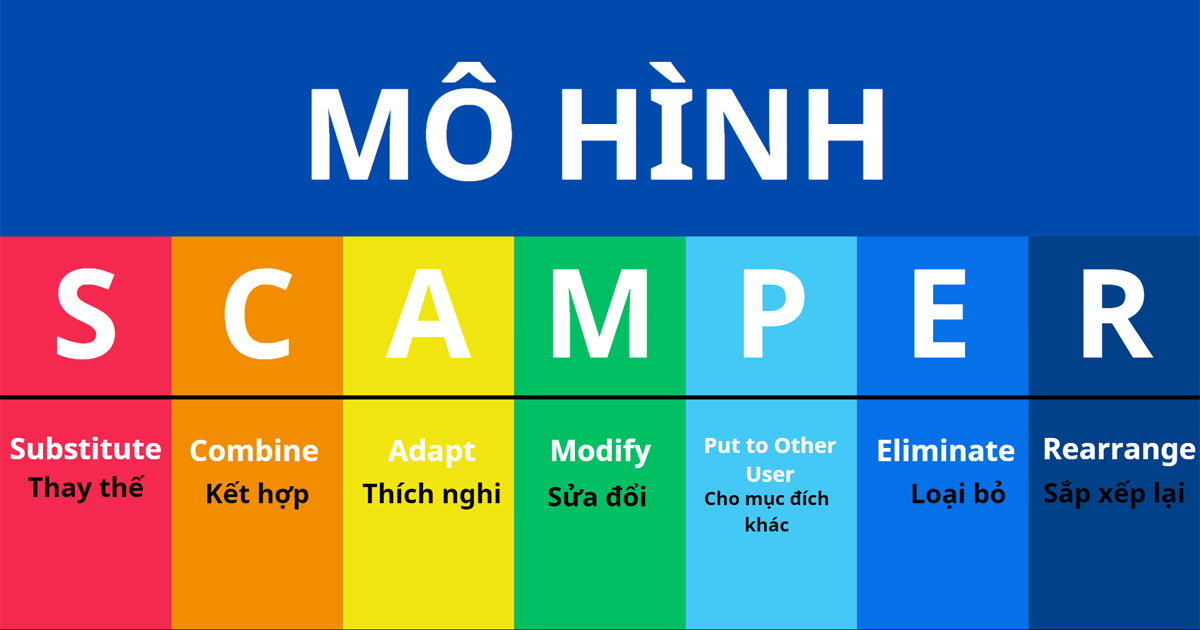 MÔ HÌNH
S C A M P E R
Substitute
Thay thế
Combine
Kết hợp
Adapt
Thích nghi
Modify
Sửa đổi
Put to Other
User
Cho mục đích
khác
Eliminate
Loại bỏ
Rearrange
Sắp xếp lại